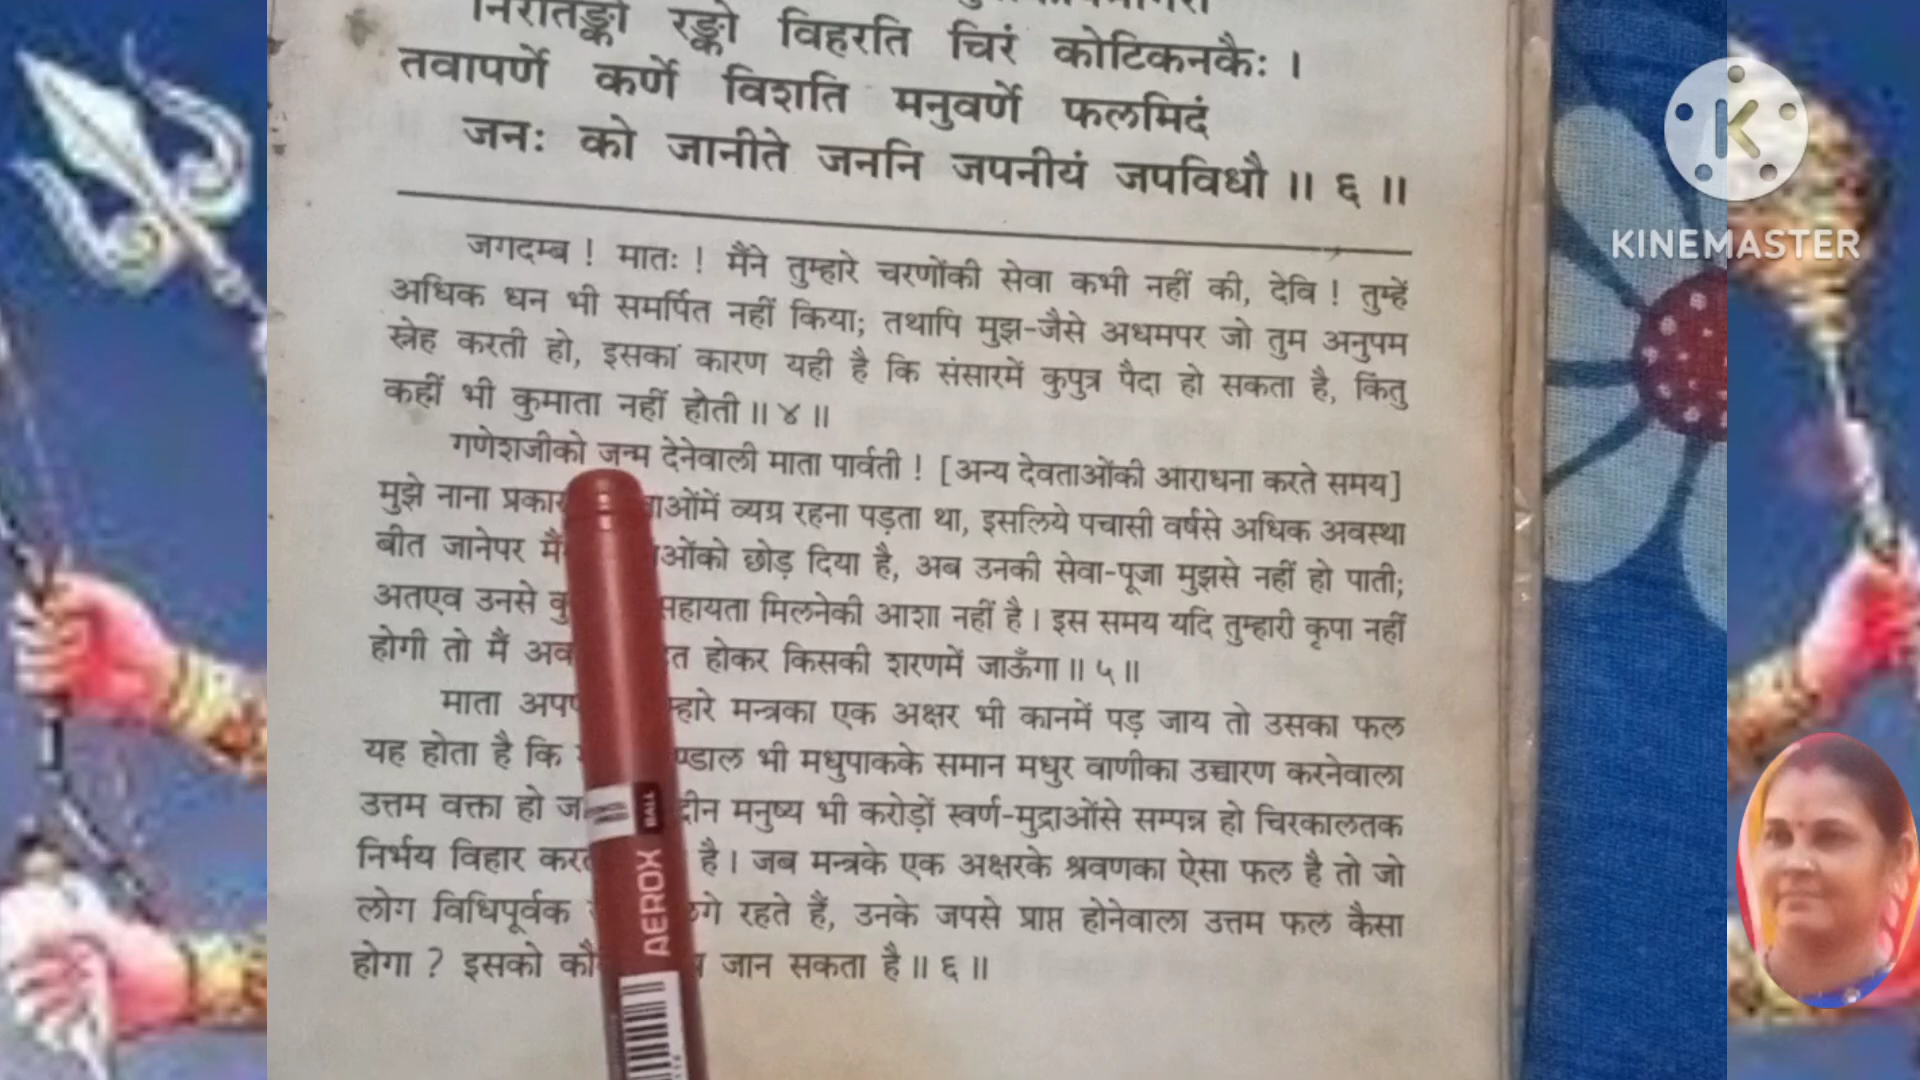 निरातङ्को रङ्को विहरति चिरं कोटिकनकैः ।
तवापर्णे कर्णे विशति मनुवर्णे फलमिदं
जनः को जानीते जननि जपनीयं जपविधौ ॥ ६ ॥
जगदम्ब ! मातः ! मैंने तुम्हारे चरणोंकी सेवा कभी नहीं की, देवि ! तुम्हें
अधिक धन भी समर्पित नहीं किया; तथापि मुझ-जैसे अधमपर जो तुम अनुपम
स्नेह करती हो, इसका कारण यही है कि संसारमें कुपुत्र पैदा हो सकता है, किंतु
कहीं भी कुमाता नहीं होती ॥ ४ ॥
गणेशजीको जन्म देनेवाली माता पार्वती ! [अन्य देवताओंकी आराधना करते समय]
मुझे नाना व्यग्र रहना पड़ता था, इसलिये पचासी वर्षसे अधिक अवस्था
बीत जानेपर छोड़ दिया है, अब उनकी सेवा-पूजा मुझसे नहीं हो पाती;
अतएव उनसे सहायता मिलनेकी आशा नहीं है । इस समय यदि तुम्हारी कृपा नहीं
होगी तो मैं होकर किसकी शरणमें जाऊँगा ॥ ५ ॥
माता मन्त्रका एक अक्षर भी कानमें पड़ जाय तो उसका फल
यह होता है कि भी मधुपाकके समान मधुर वाणीका उच्चारण करनेवाला
उत्तम वक्ता हो दीन मनुष्य भी करोड़ों स्वर्ण-मुद्राओंसे सम्पन्न हो चिरकालतक
निर्भय विहार है । जब मन्त्रके एक अक्षरके श्रवणका ऐसा फल है तो जो
लोग विधिपूर्वक रहते हैं, उनके जपसे प्राप्त होनेवाला उत्तम फल कैसा
होगा ? इसको जान सकता है ॥ ६ ॥
BALL
AEROX
K
KINEMASTER